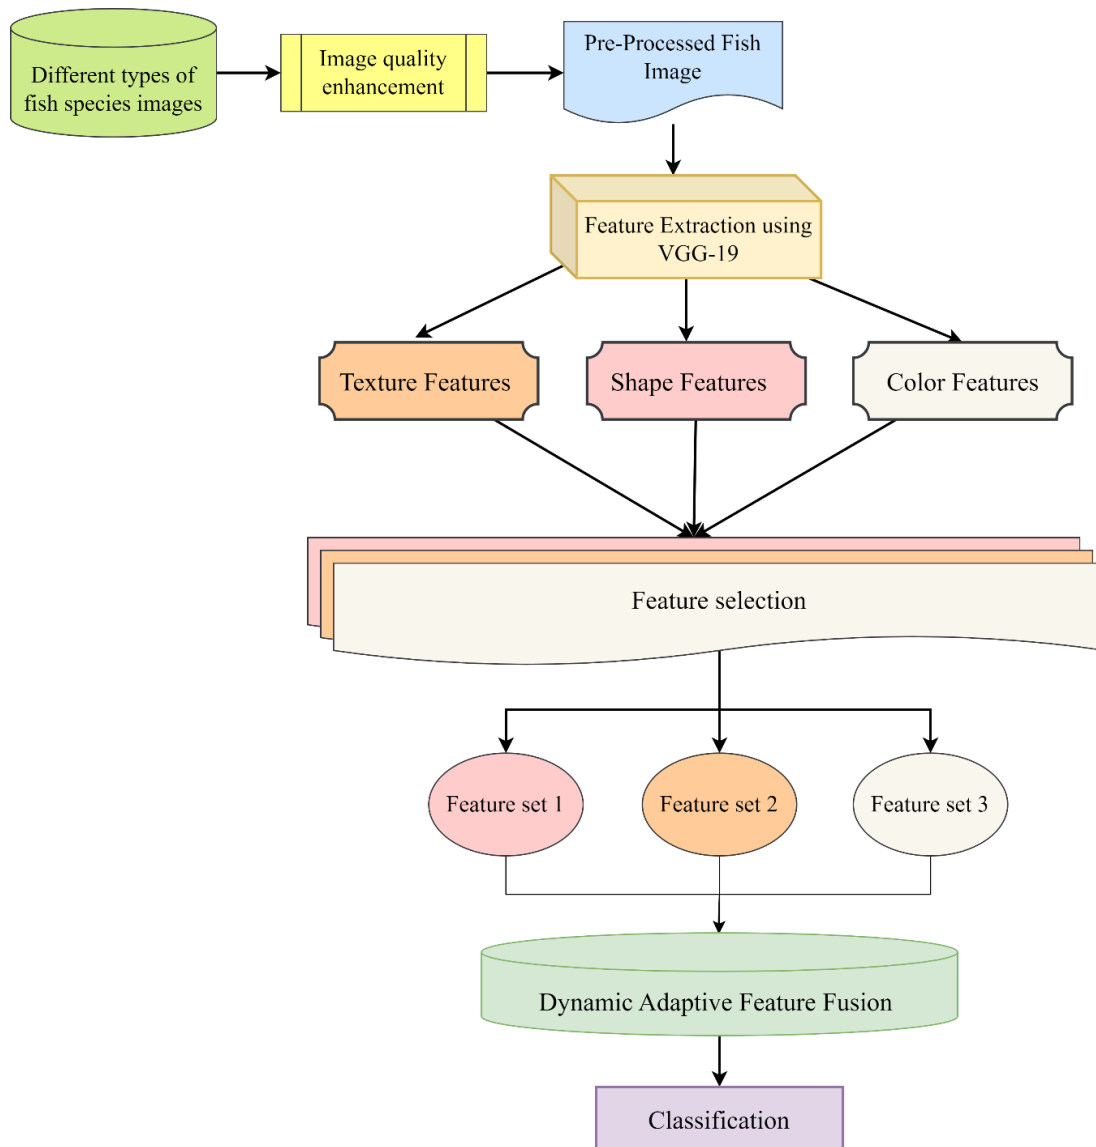 Different types of
fish species images
Image quality
enhancement
Pre-Processed Fish
Image
Feature Extraction using
VGG-19
Texture Features
Shape Features
Color Features
Feature selection
Feature set 1
Feature set 2
Feature set 3
Dynamic Adaptive Feature Fusion
Classification